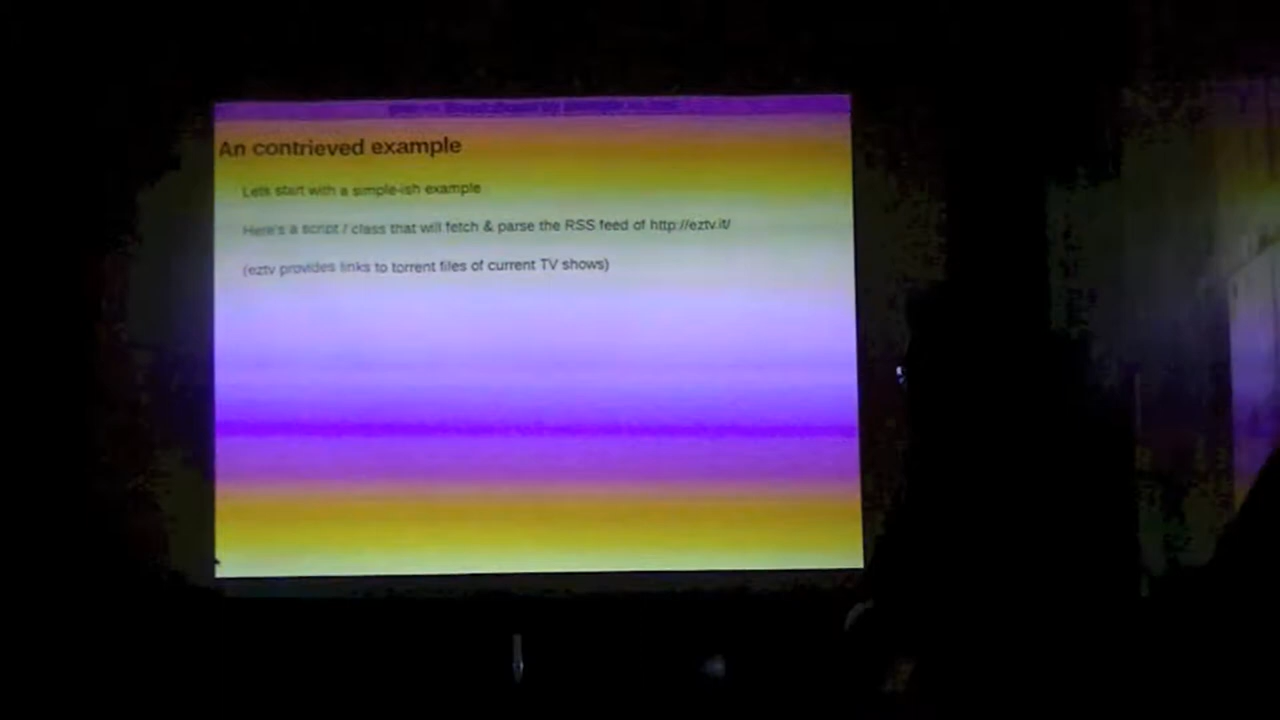 An contrieved example
Lets start with a simple-ish example
Here's a script / class that will fetch & parse the RSS feed of http://eztv.it/
(eztv provides links to torrent files of current TV shows)